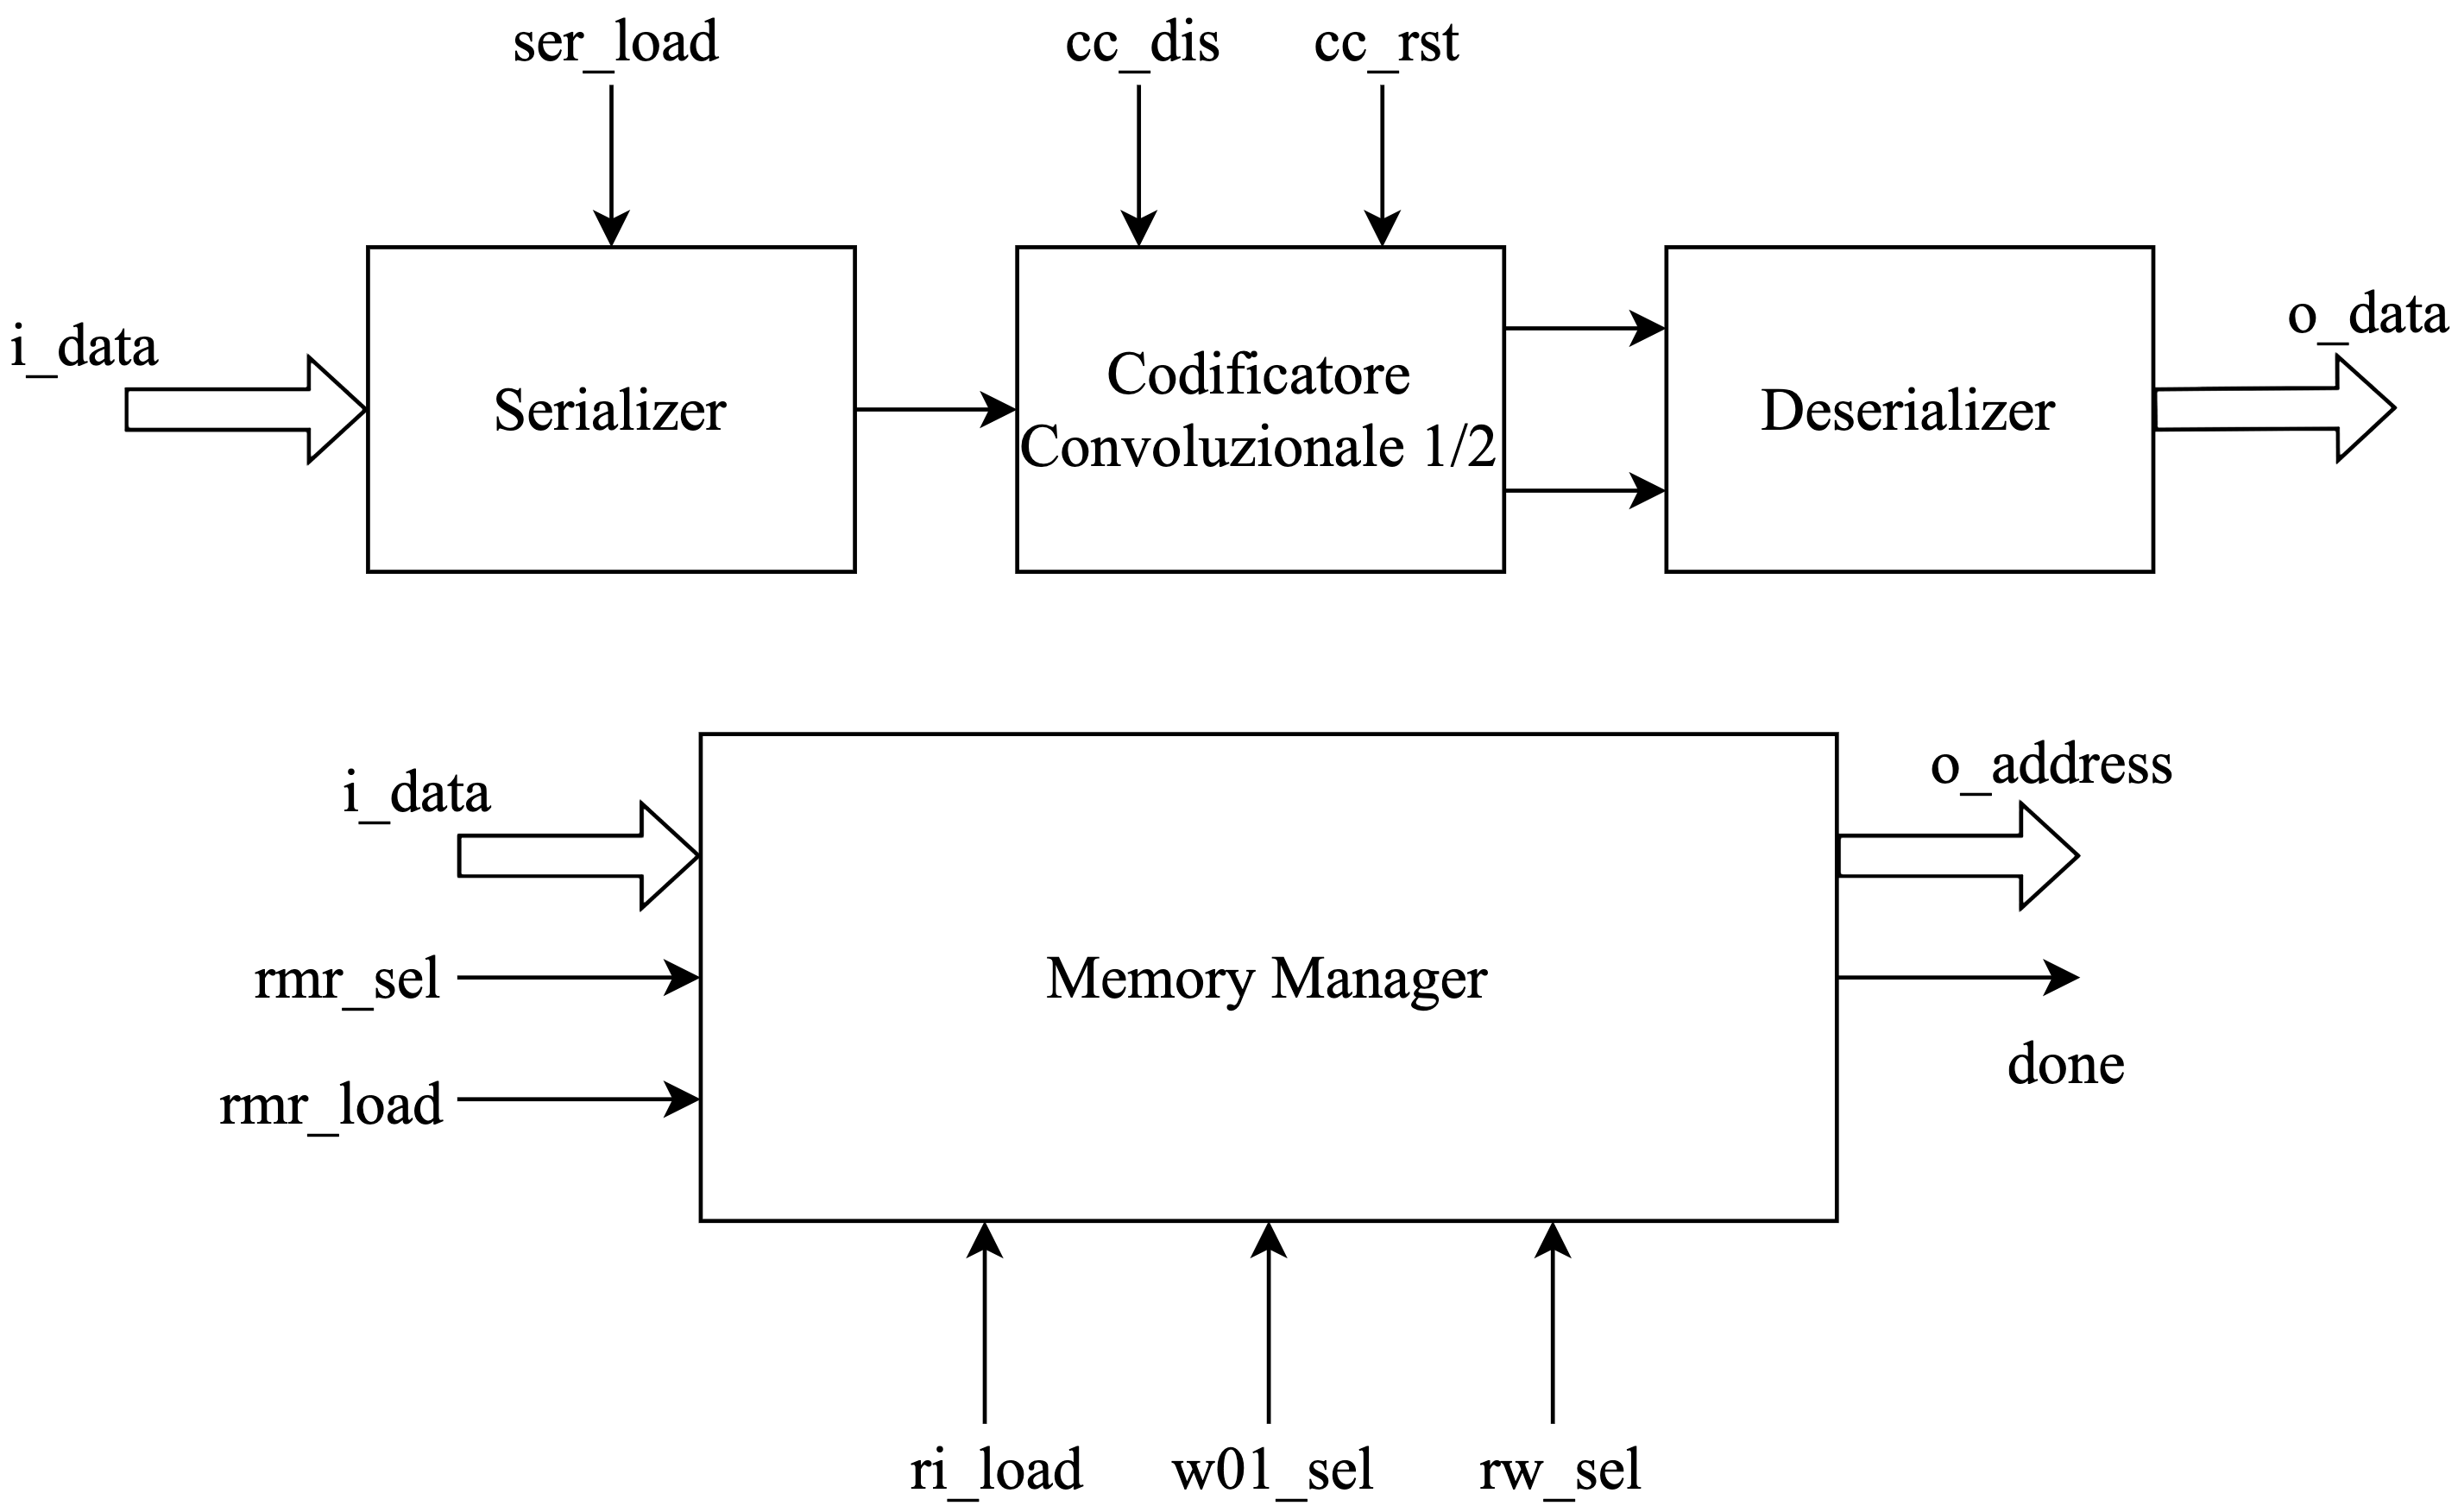 ser_load
cc_dis
cc_rst
i_data
Serializer
Codificatore
Convoluzionale 1/2
Deserializer
o_data
i_data
rmr_sel
rmr_load
Memory Manager
o_address
done
ri_load
w01_sel
rw_sel